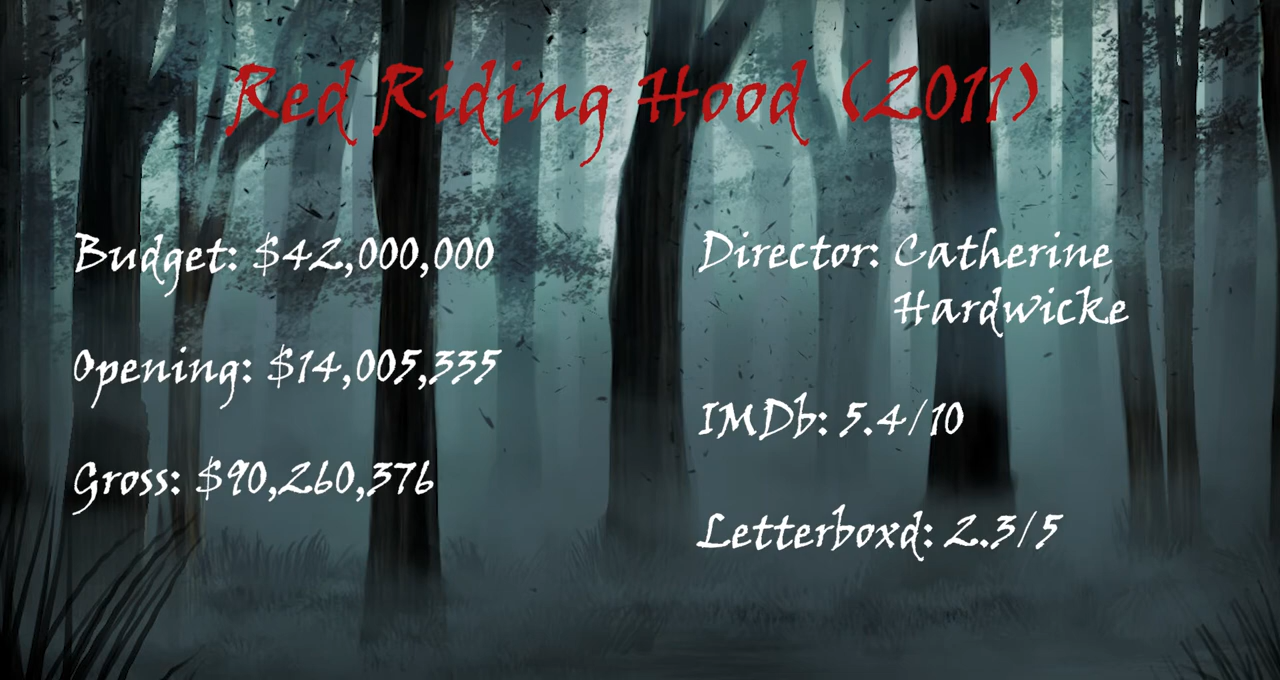 Red Riding Hood (2011)
Budget: $42,000,000
Opening: $14,005,335
Gross: $90,260,376
Director: Catherine
Hardwicke
IMDb: 5.4/10
Letterboxd: 2.3/5